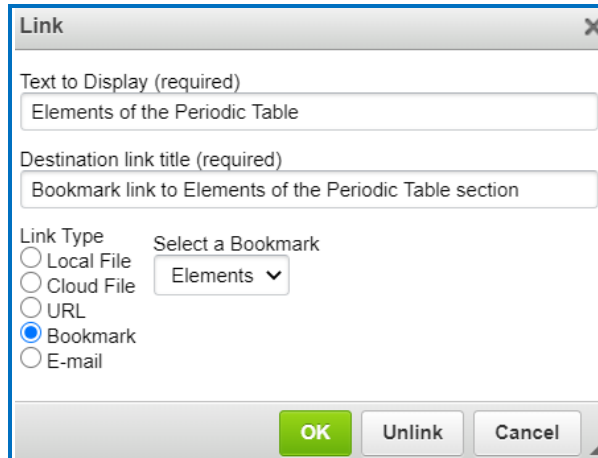 Link
Text to Display (required)
Elements of the Periodic Table
Destination link title (required)
Bookmark link to Elements of the Periodic Table section
Link Type
Select a Bookmark
Local File
Elements
Cloud File
URL
Bookmark
E-mail
OK Unlink Cancel